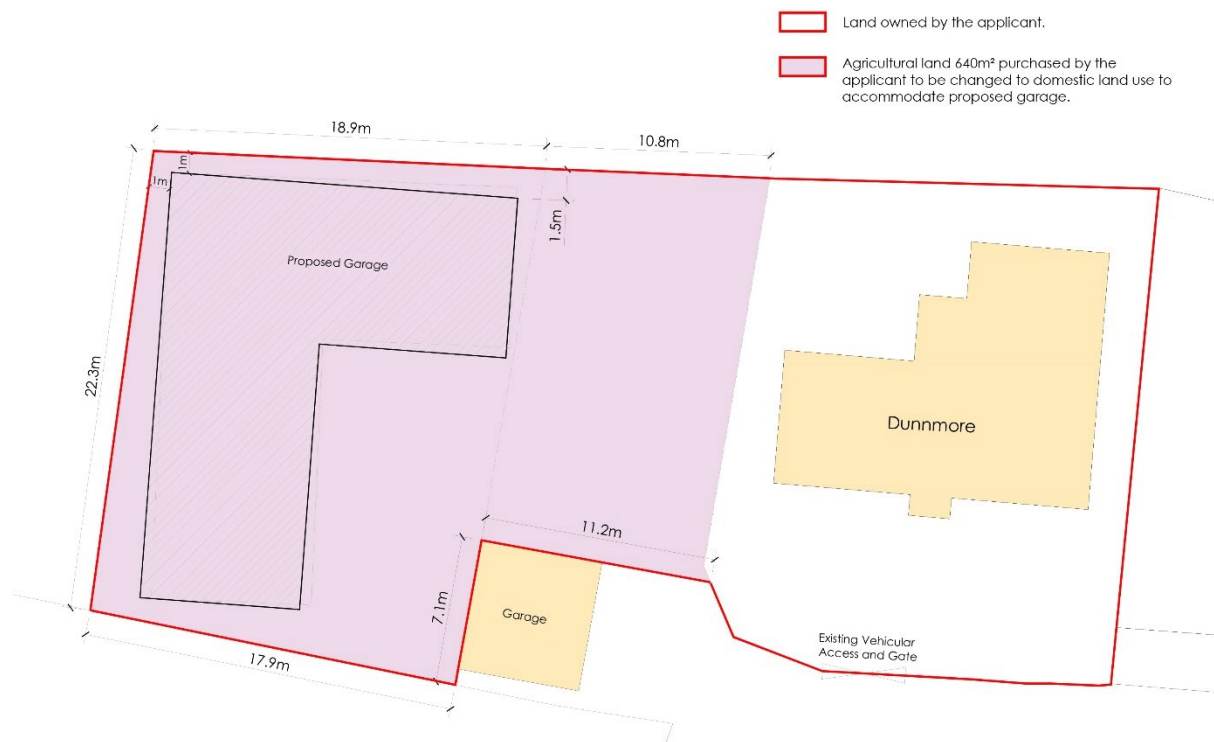 Land owned by the applicant.
Agricultural land 640m² purchased by the
applicant to be changed to domestic land use to
accommodate proposed garage.
18.9m
10.8m
1m
1m
1.5m
Proposed Garage
22.3m
Dunnmore
11.2m
7.1m
Garage
Existing Vehicular
Access and Gate
17.9m